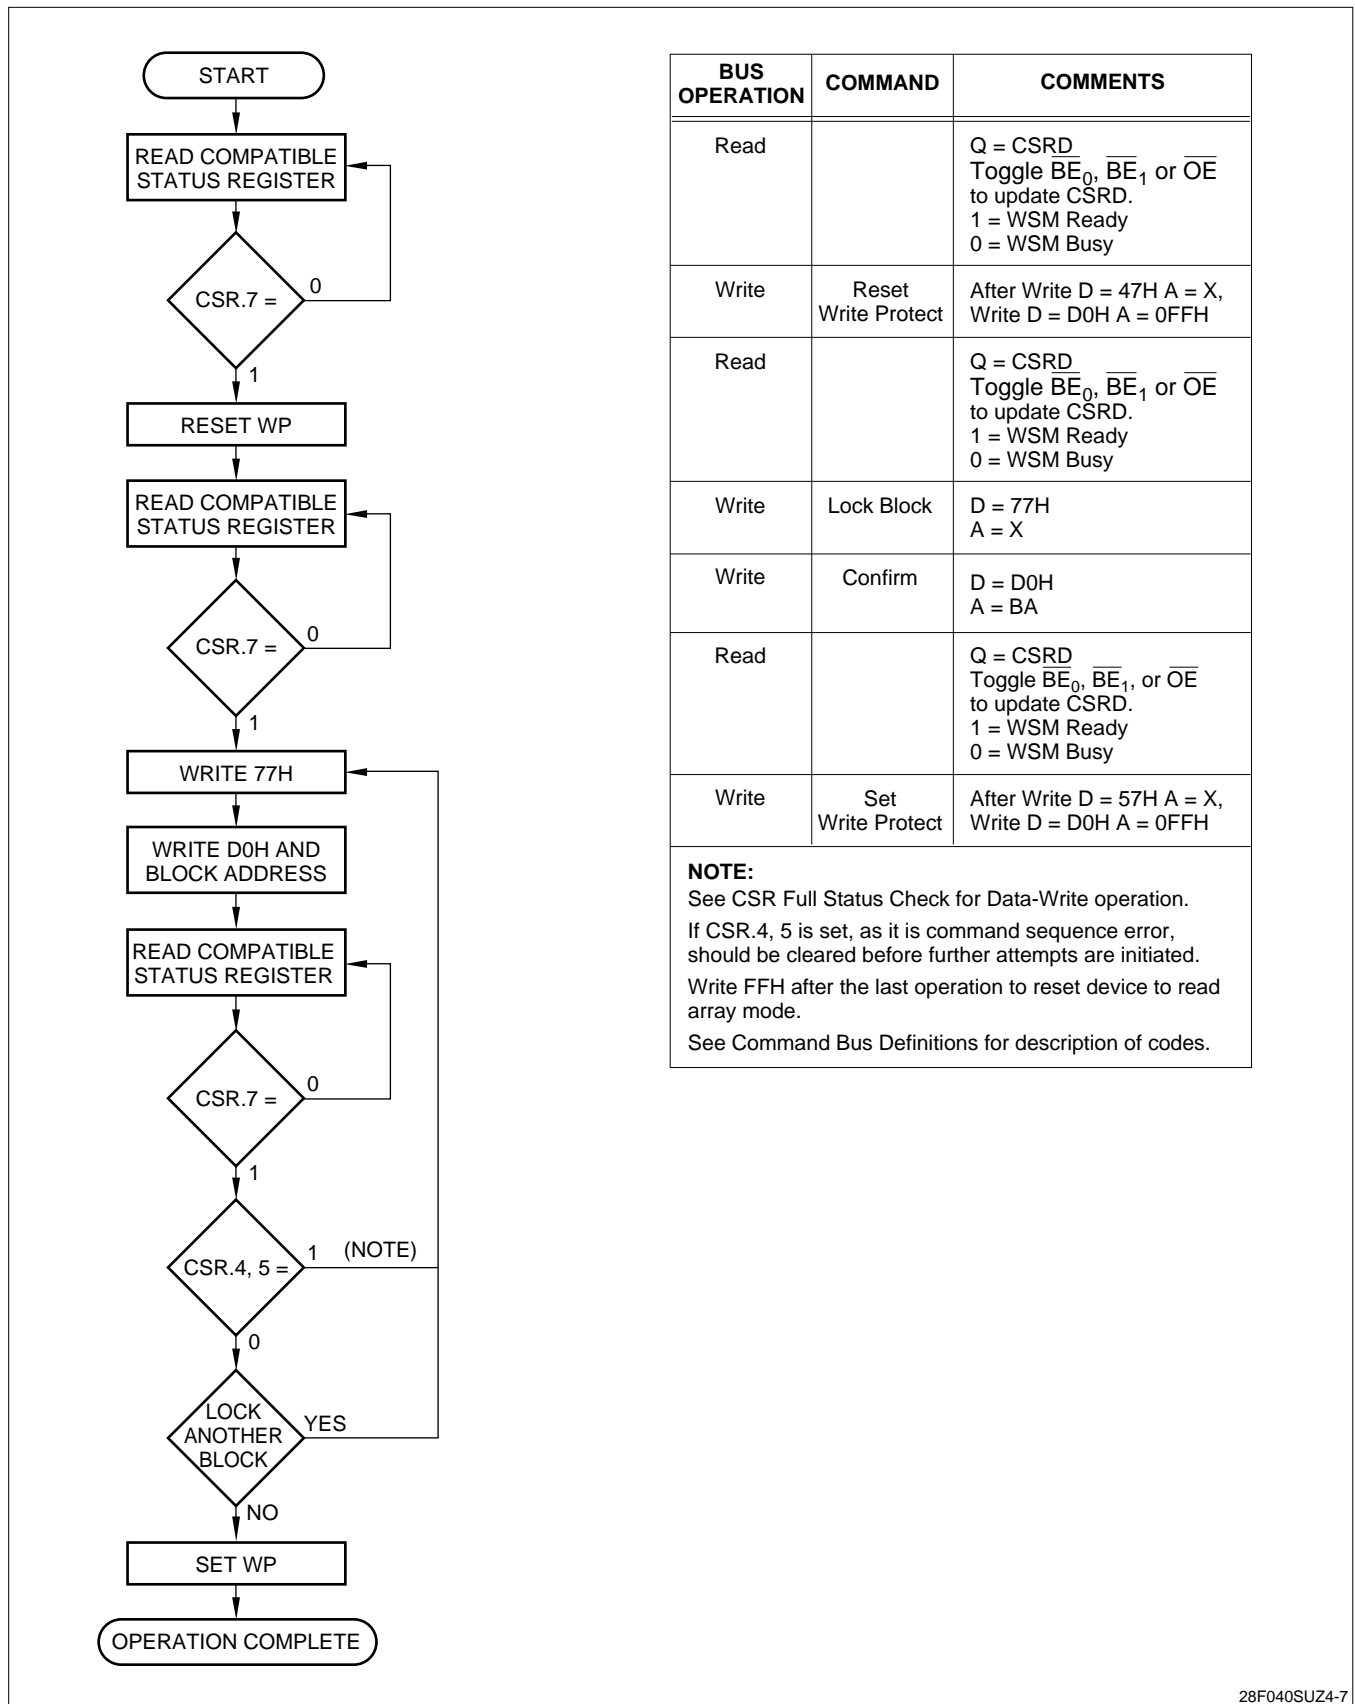 START
READ COMPATIBLE
STATUS REGISTER
CSR.7 =
0
1
RESET WP
READ COMPATIBLE
STATUS REGISTER
CSR.7 =
0
1
WRITE 77H
WRITE D0H AND
BLOCK ADDRESS
READ COMPATIBLE
STATUS REGISTER
CSR.7 =
0
1
CSR.4, 5 =
1 (NOTE)
0
LOCK
ANOTHER
BLOCK
YES
NO
SET WP
OPERATION COMPLETE
BUS
OPERATION
COMMAND
COMMENTS
Read
Q = CSRD
Toggle B̅E̅₀, B̅E̅₁ or O̅E̅
to update CSRD.
1 = WSM Ready
0 = WSM Busy
Write
Reset
Write Protect
After Write D = 47H A = X,
Write D = D0H A = 0FFH
Read
Q = CSRD
Toggle B̅E̅₀, B̅E̅₁ or O̅E̅
to update CSRD.
1 = WSM Ready
0 = WSM Busy
Write
Lock Block
D = 77H
A = X
Write
Confirm
D = D0H
A = BA
Read
Q = CSRD
Toggle B̅E̅₀, B̅E̅₁, or O̅E̅
to update CSRD.
1 = WSM Ready
0 = WSM Busy
Write
Set
Write Protect
After Write D = 57H A = X,
Write D = D0H A = 0FFH
NOTE:
See CSR Full Status Check for Data-Write operation.
If CSR.4, 5 is set, as it is command sequence error,
should be cleared before further attempts are initiated.
Write FFH after the last operation to reset device to read
array mode.
See Command Bus Definitions for description of codes.
28F040SUZ4-7